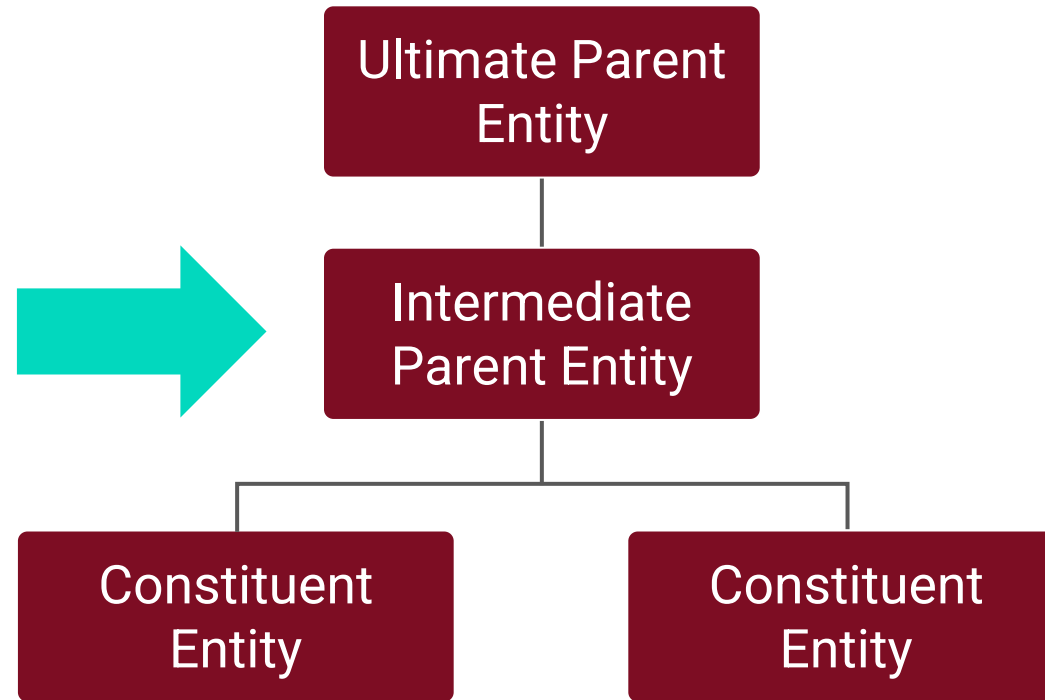 Ultimate Parent
Entity
Intermediate
Parent Entity
Constituent
Entity
Constituent
Entity